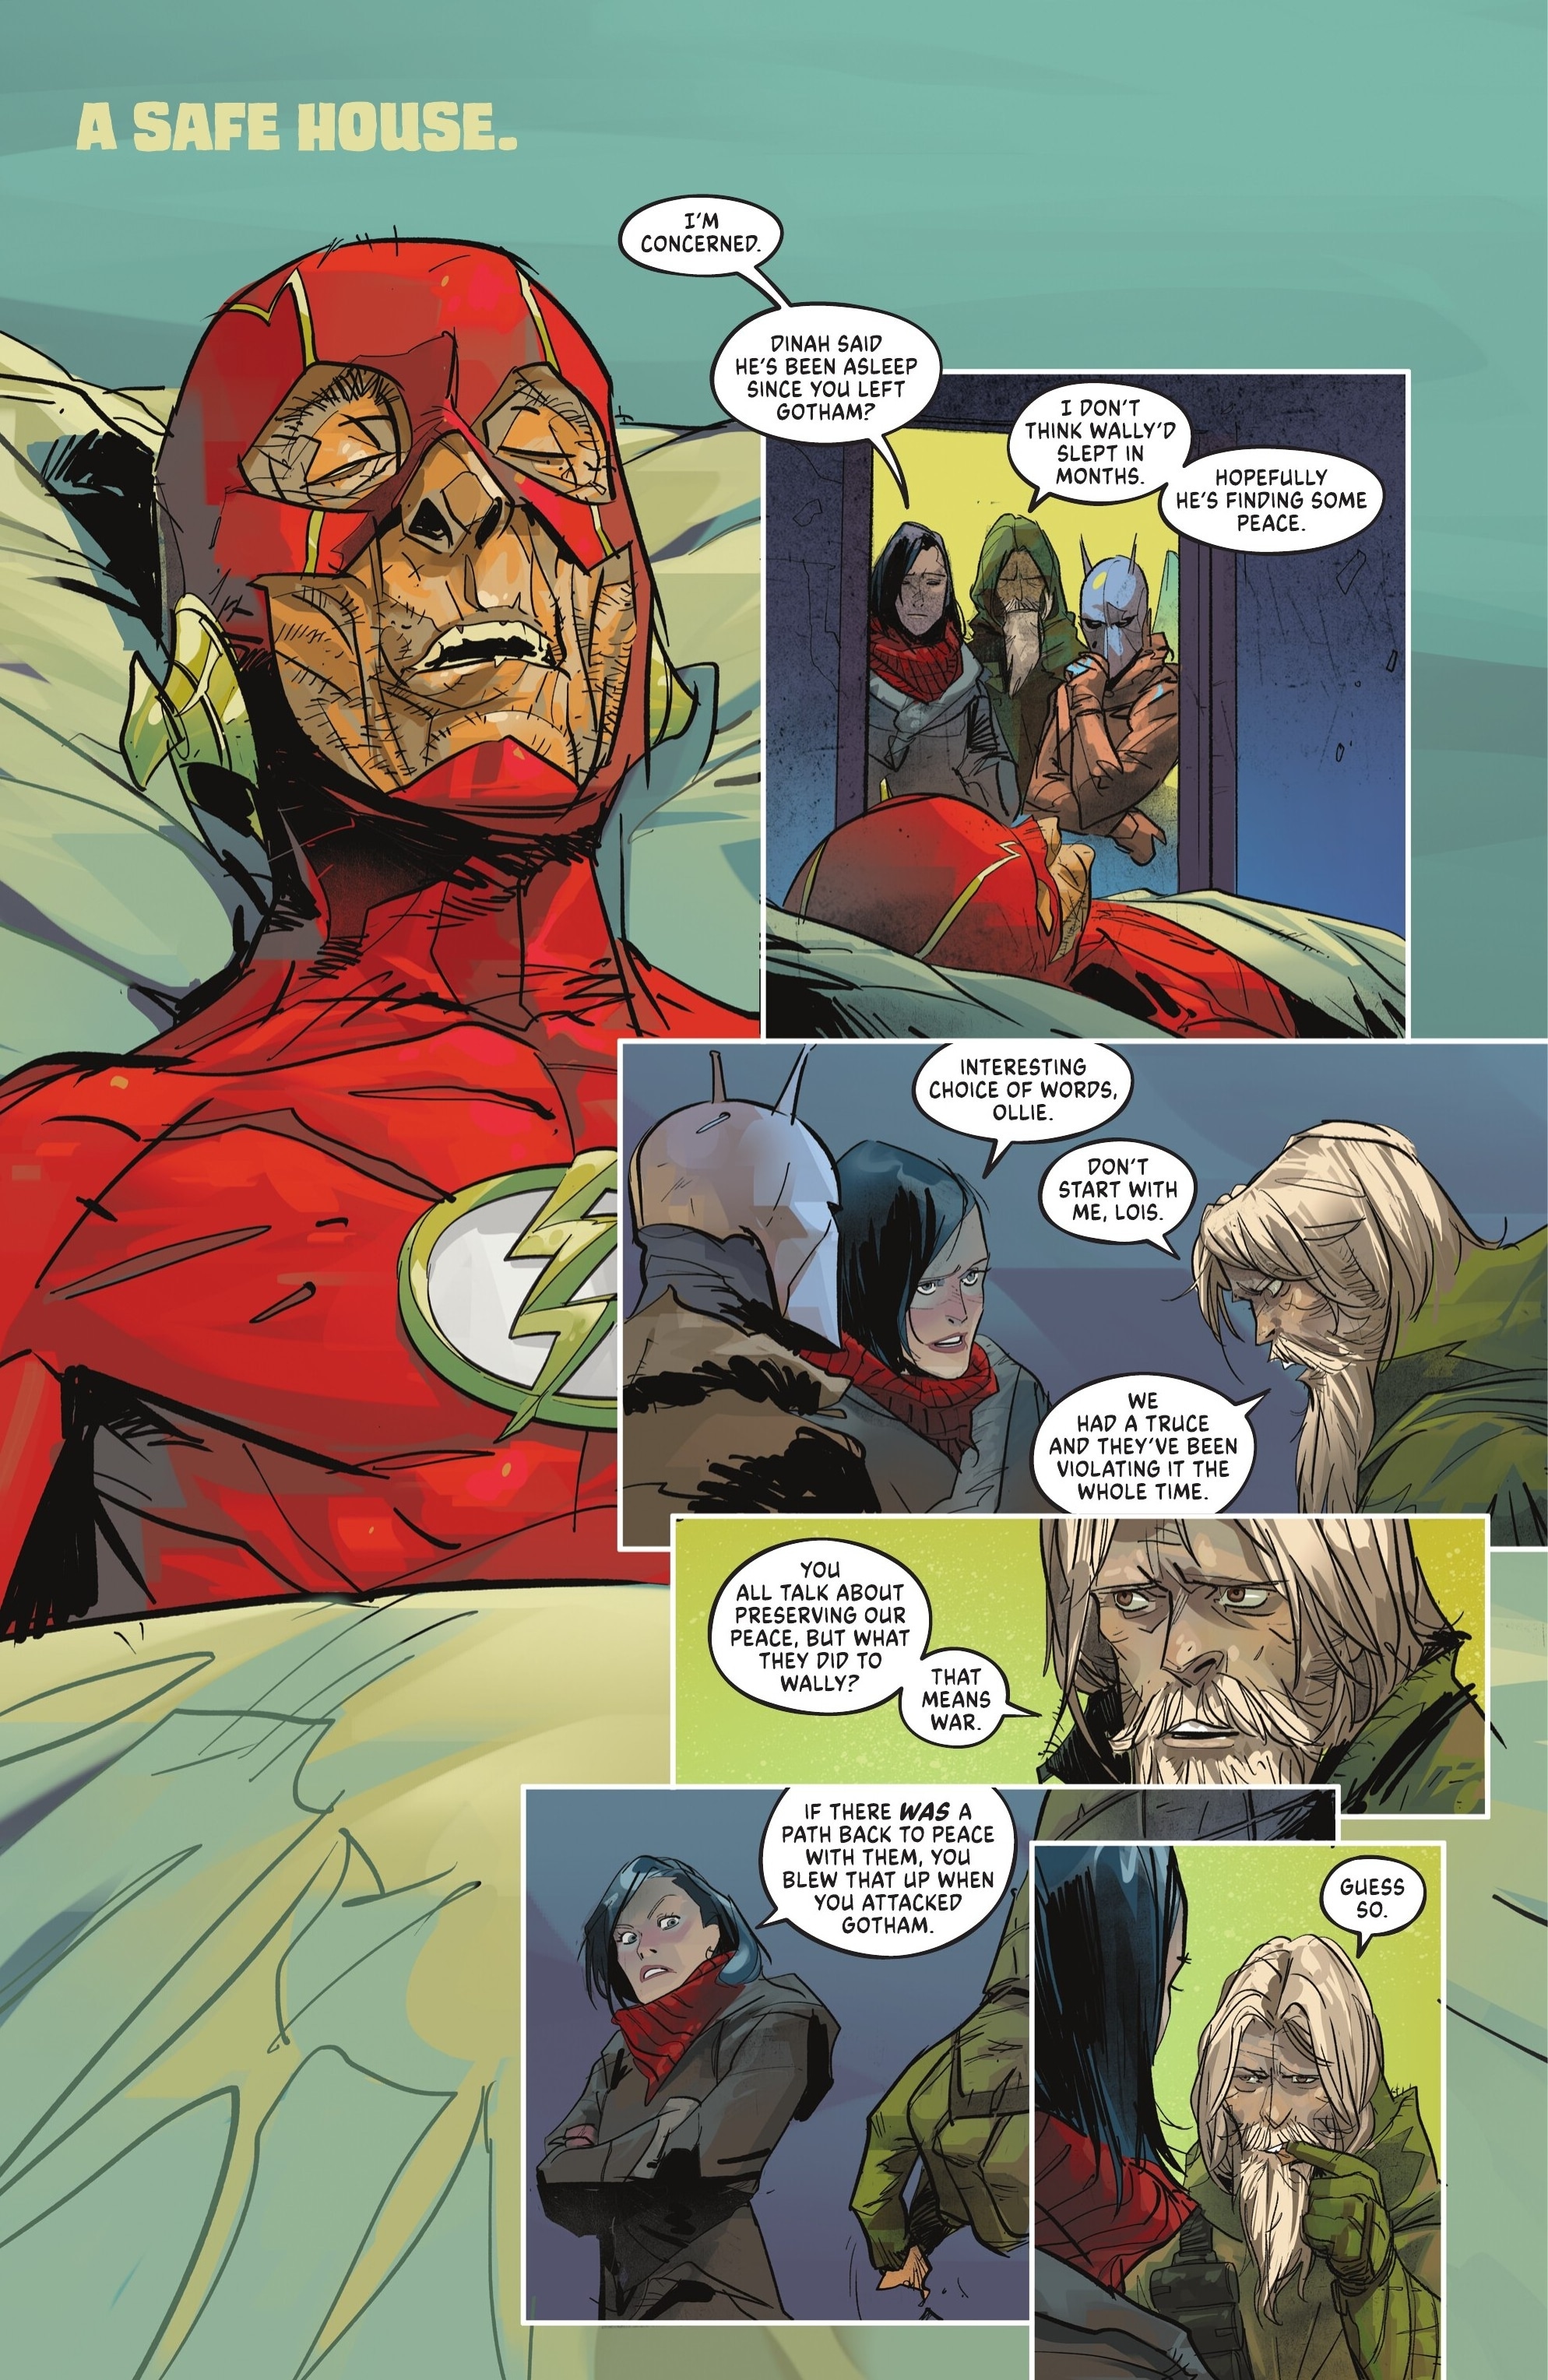 A SAFE HOUSE.
I'M
CONCERNED.
DINAH SAID
HE'S BEEN ASLEEP
SINCE YOU LEFT
GOTHAM?
I DON'T
THINK WALLY'D
SLEPT IN
MONTHS.
HOPEFULLY
HE'S FINDING SOME
PEACE.
INTERESTING
CHOICE OF WORDS,
OLLIE.
DON'T
START WITH
ME, LOIS.
WE
HAD A TRUCE
AND THEY'VE BEEN
VIOLATING IT THE
WHOLE TIME.
YOU
ALL TALK ABOUT
PRESERVING OUR
PEACE, BUT WHAT
THEY DID TO
WALLY?
THAT
MEANS
WAR.
IF THERE WAS A
PATH BACK TO PEACE
WITH THEM, YOU
BLEW THAT UP WHEN
YOU ATTACKED
GOTHAM.
GUESS
SO.